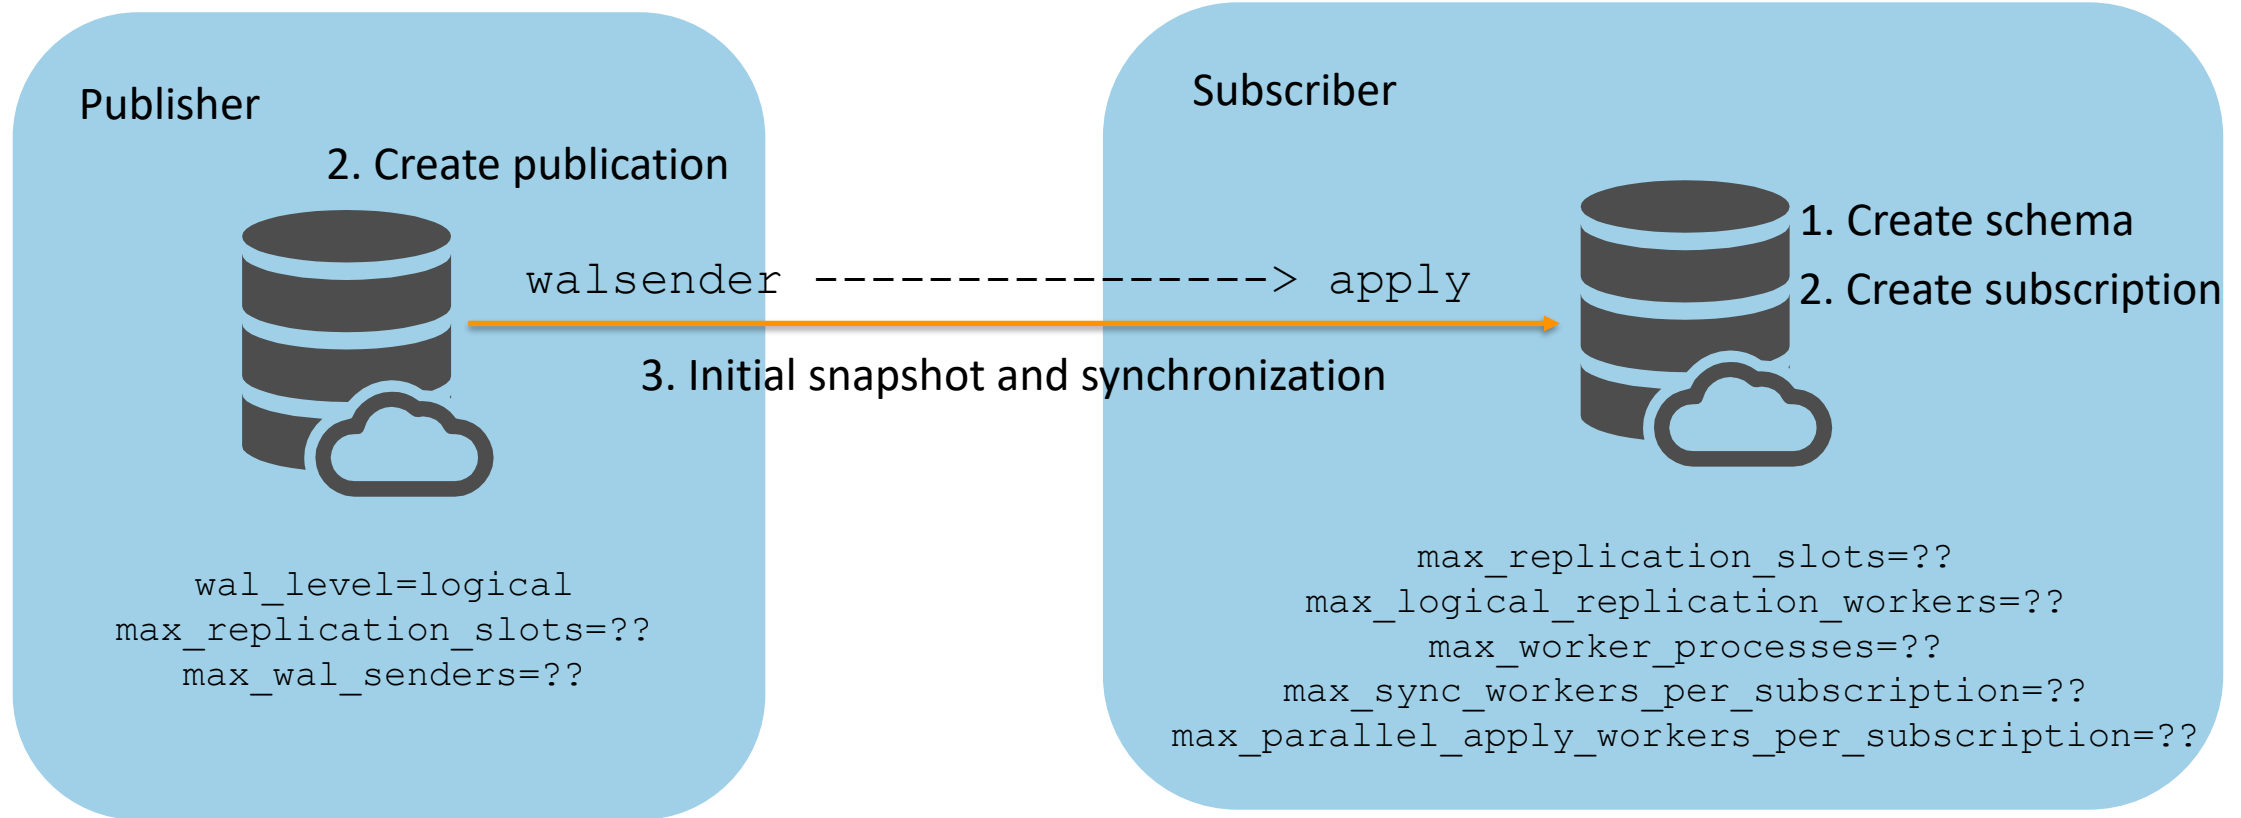 Publisher
2. Create publication
walsender ----------------> apply
3. Initial snapshot and synchronization
wal_level=logical
max_replication_slots=??
max_wal_senders=??
Subscriber
1. Create schema
2. Create subscription
max_replication_slots=??
max_logical_replication_workers=??
max_worker_processes=??
max_sync_workers_per_subscription=??
max_parallel_apply_workers_per_subscription=??